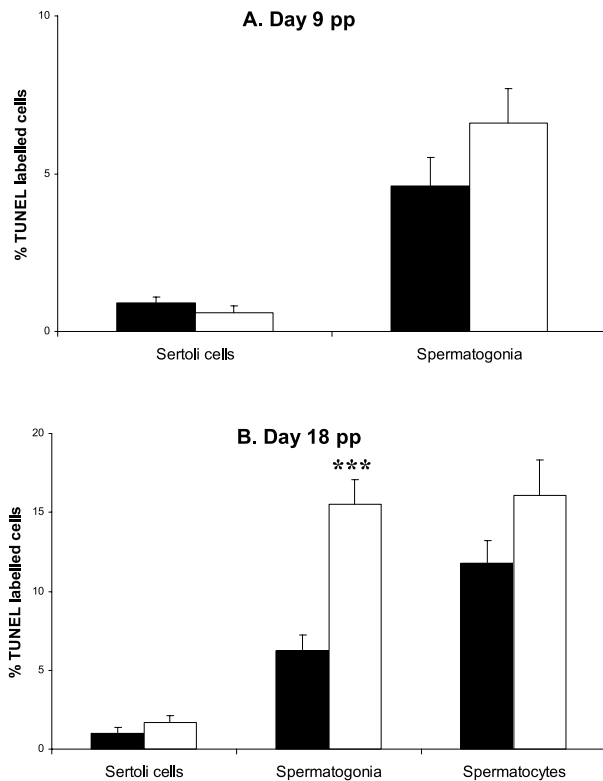 A. Day 9 pp
% TUNEL labelled cells
10
5
0
Sertoli cells Spermatogonia
B. Day 18 pp
% TUNEL labelled cells
20
15
10
5
0
***
Sertoli cells Spermatogonia Spermatocytes